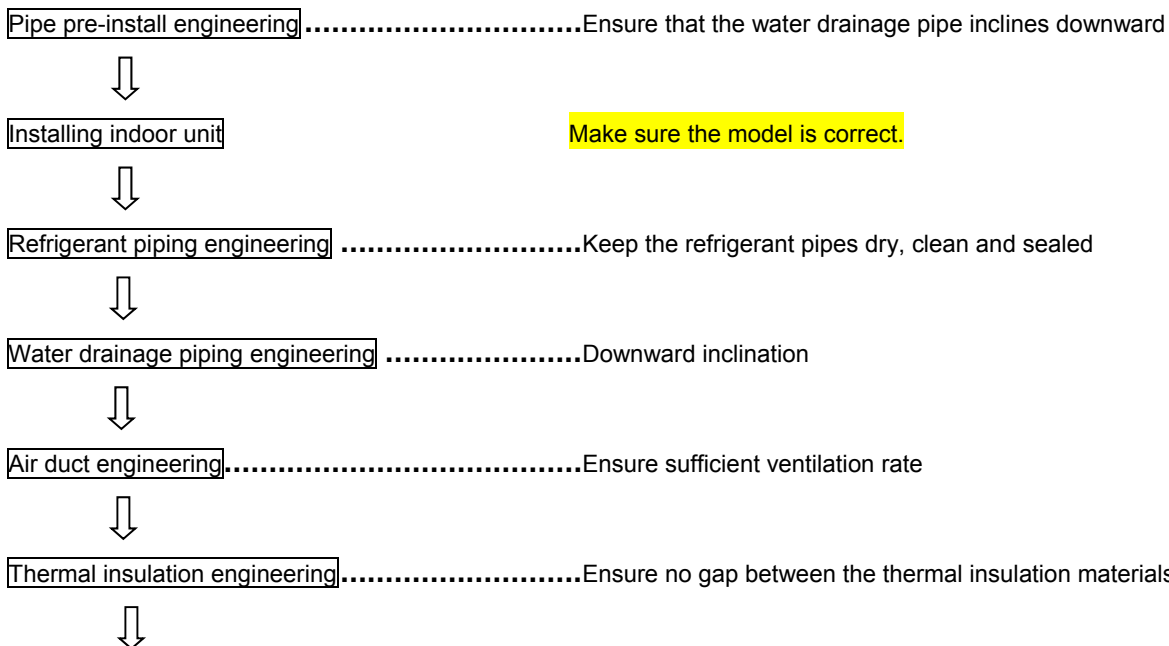 Pipe pre-install engineering..............................Ensure that the water drainage pipe inclines downward
Installing indoor unit Make sure the model is correct.
Refrigerant piping engineering ..........................Keep the refrigerant pipes dry, clean and sealed
Water drainage piping engineering .....................Downward inclination
Air duct engineering.......................................Ensure sufficient ventilation rate
Thermal insulation engineering..........................Ensure no gap between the thermal insulation materials